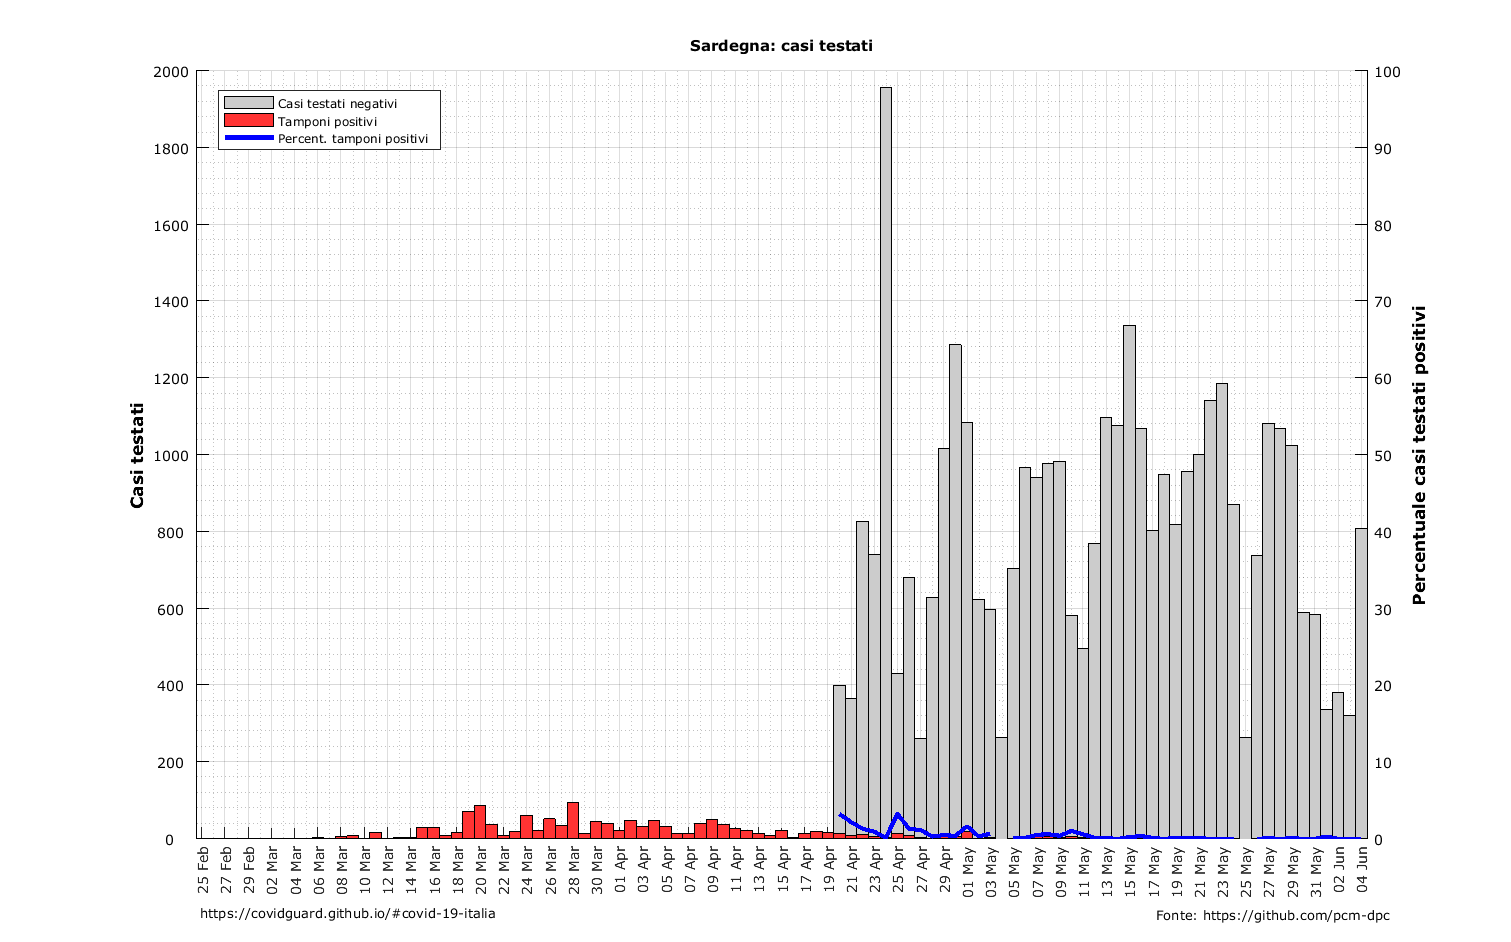 Sardegna: casi testati
Casi testati negativi
Tamponi positivi
Percent. tamponi positivi
Casi testati
2000
1800
1600
1400
1200
1000
800
600
400
200
0
100
90
80
70
60
50
40
30
20
10
0
Percentuale casi testati positivi
25 Feb
27 Feb
29 Feb
02 Mar
04 Mar
06 Mar
08 Mar
10 Mar
12 Mar
14 Mar
16 Mar
18 Mar
20 Mar
22 Mar
24 Mar
26 Mar
28 Mar
30 Mar
01 Apr
03 Apr
05 Apr
07 Apr
09 Apr
11 Apr
13 Apr
15 Apr
17 Apr
19 Apr
21 Apr
23 Apr
25 Apr
27 Apr
29 Apr
01 May
03 May
05 May
07 May
09 May
11 May
13 May
15 May
17 May
19 May
21 May
23 May
25 May
27 May
29 May
31 May
02 Jun
04 Jun
https://covidguard.github.io/#covid-19-italia
Fonte: https://github.com/pcm-dpc